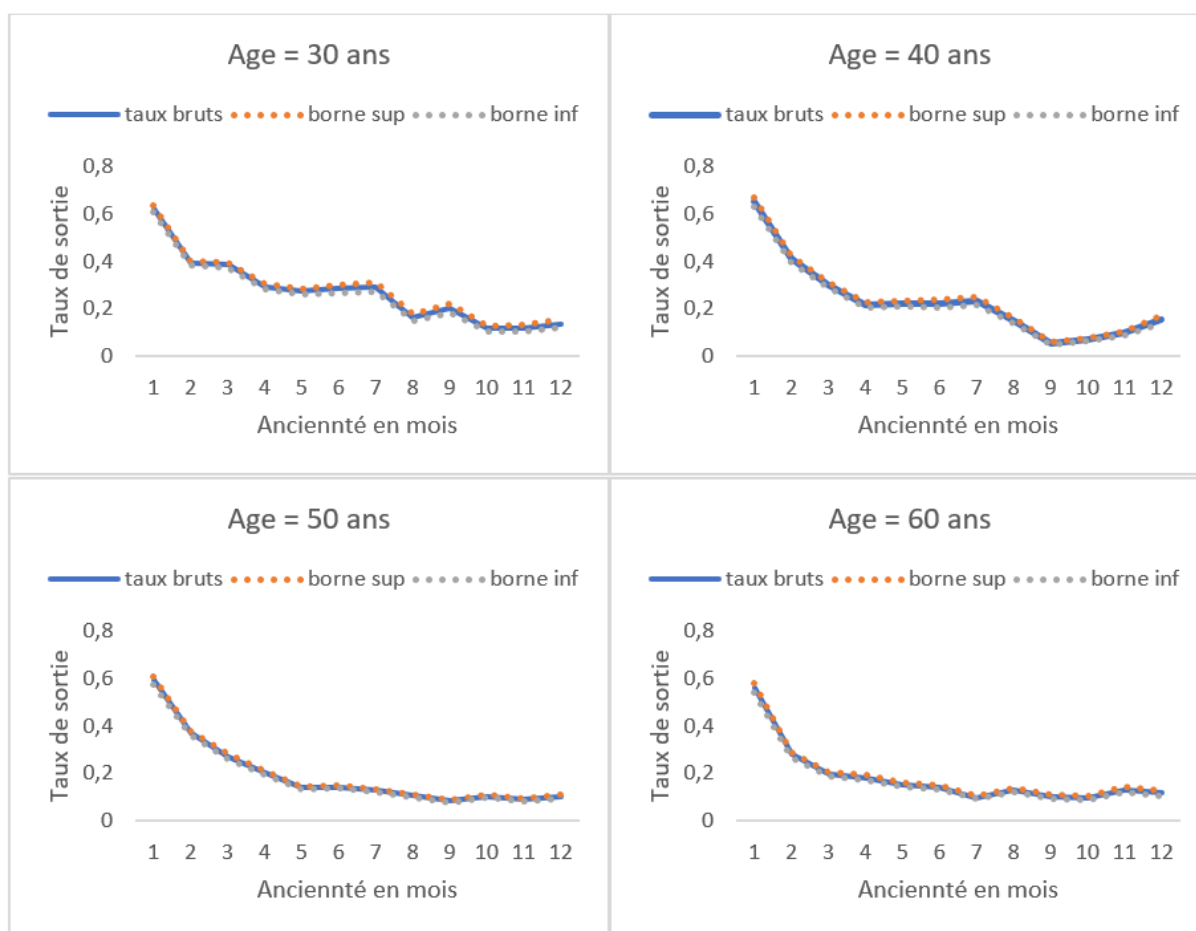 Age = 30 ans
taux bruts borne sup borne inf
Taux de sortie
0,8
0,6
0,4
0,2
0
1 2 3 4 5 6 7 8 9 10 11 12
Anciennté en mois
Age = 40 ans
taux bruts borne sup borne inf
Taux de sortie
0,8
0,6
0,4
0,2
0
1 2 3 4 5 6 7 8 9 10 11 12
Anciennté en mois
Age = 50 ans
taux bruts borne sup borne inf
Taux de sortie
0,8
0,6
0,4
0,2
0
1 2 3 4 5 6 7 8 9 10 11 12
Anciennté en mois
Age = 60 ans
taux bruts borne sup borne inf
Taux de sortie
0,8
0,6
0,4
0,2
0
1 2 3 4 5 6 7 8 9 10 11 12
Anciennté en mois